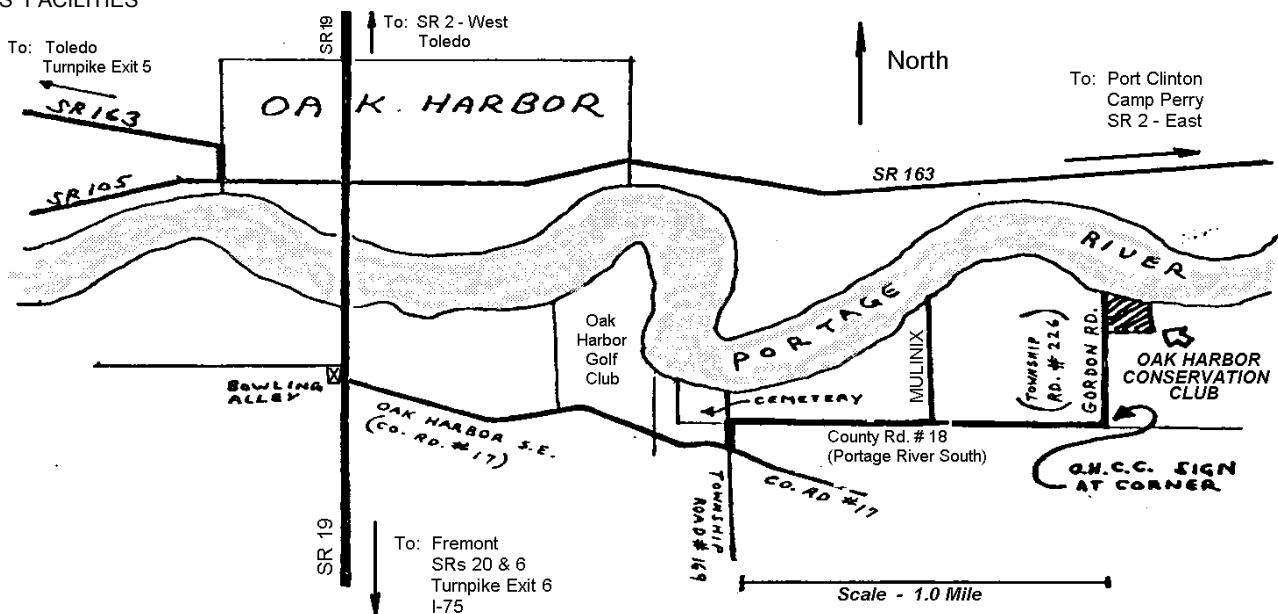 S' FACILITIES
To: SR 2 - West
Toledo
SR19
To: Toledo
Turnpike Exit 5
North
To: Port Clinton
Camp Perry
SR 2 - East
OAK HARBOR
SR 163
SR 105
SR 163
PORTAGE RIVER
Oak
Harbor
Golf
Club
MULINIX
(TOWNSHIP
RD. # 226)
GORDON RD.
OAK HARBOR
CONSERVATION
CLUB
BOWLING
ALLEY
CEMETERY
OAK HARBOR S.E.
(CO. RD. #17)
County Rd. # 18
(Portage River South)
O.H.C.C. SIGN
AT CORNER
CO. RD #17
TOWNSHIP
ROAD # 169
SR 19
To: Fremont
SRs 20 & 6
Turnpike Exit 6
I-75
Scale - 1.0 Mile